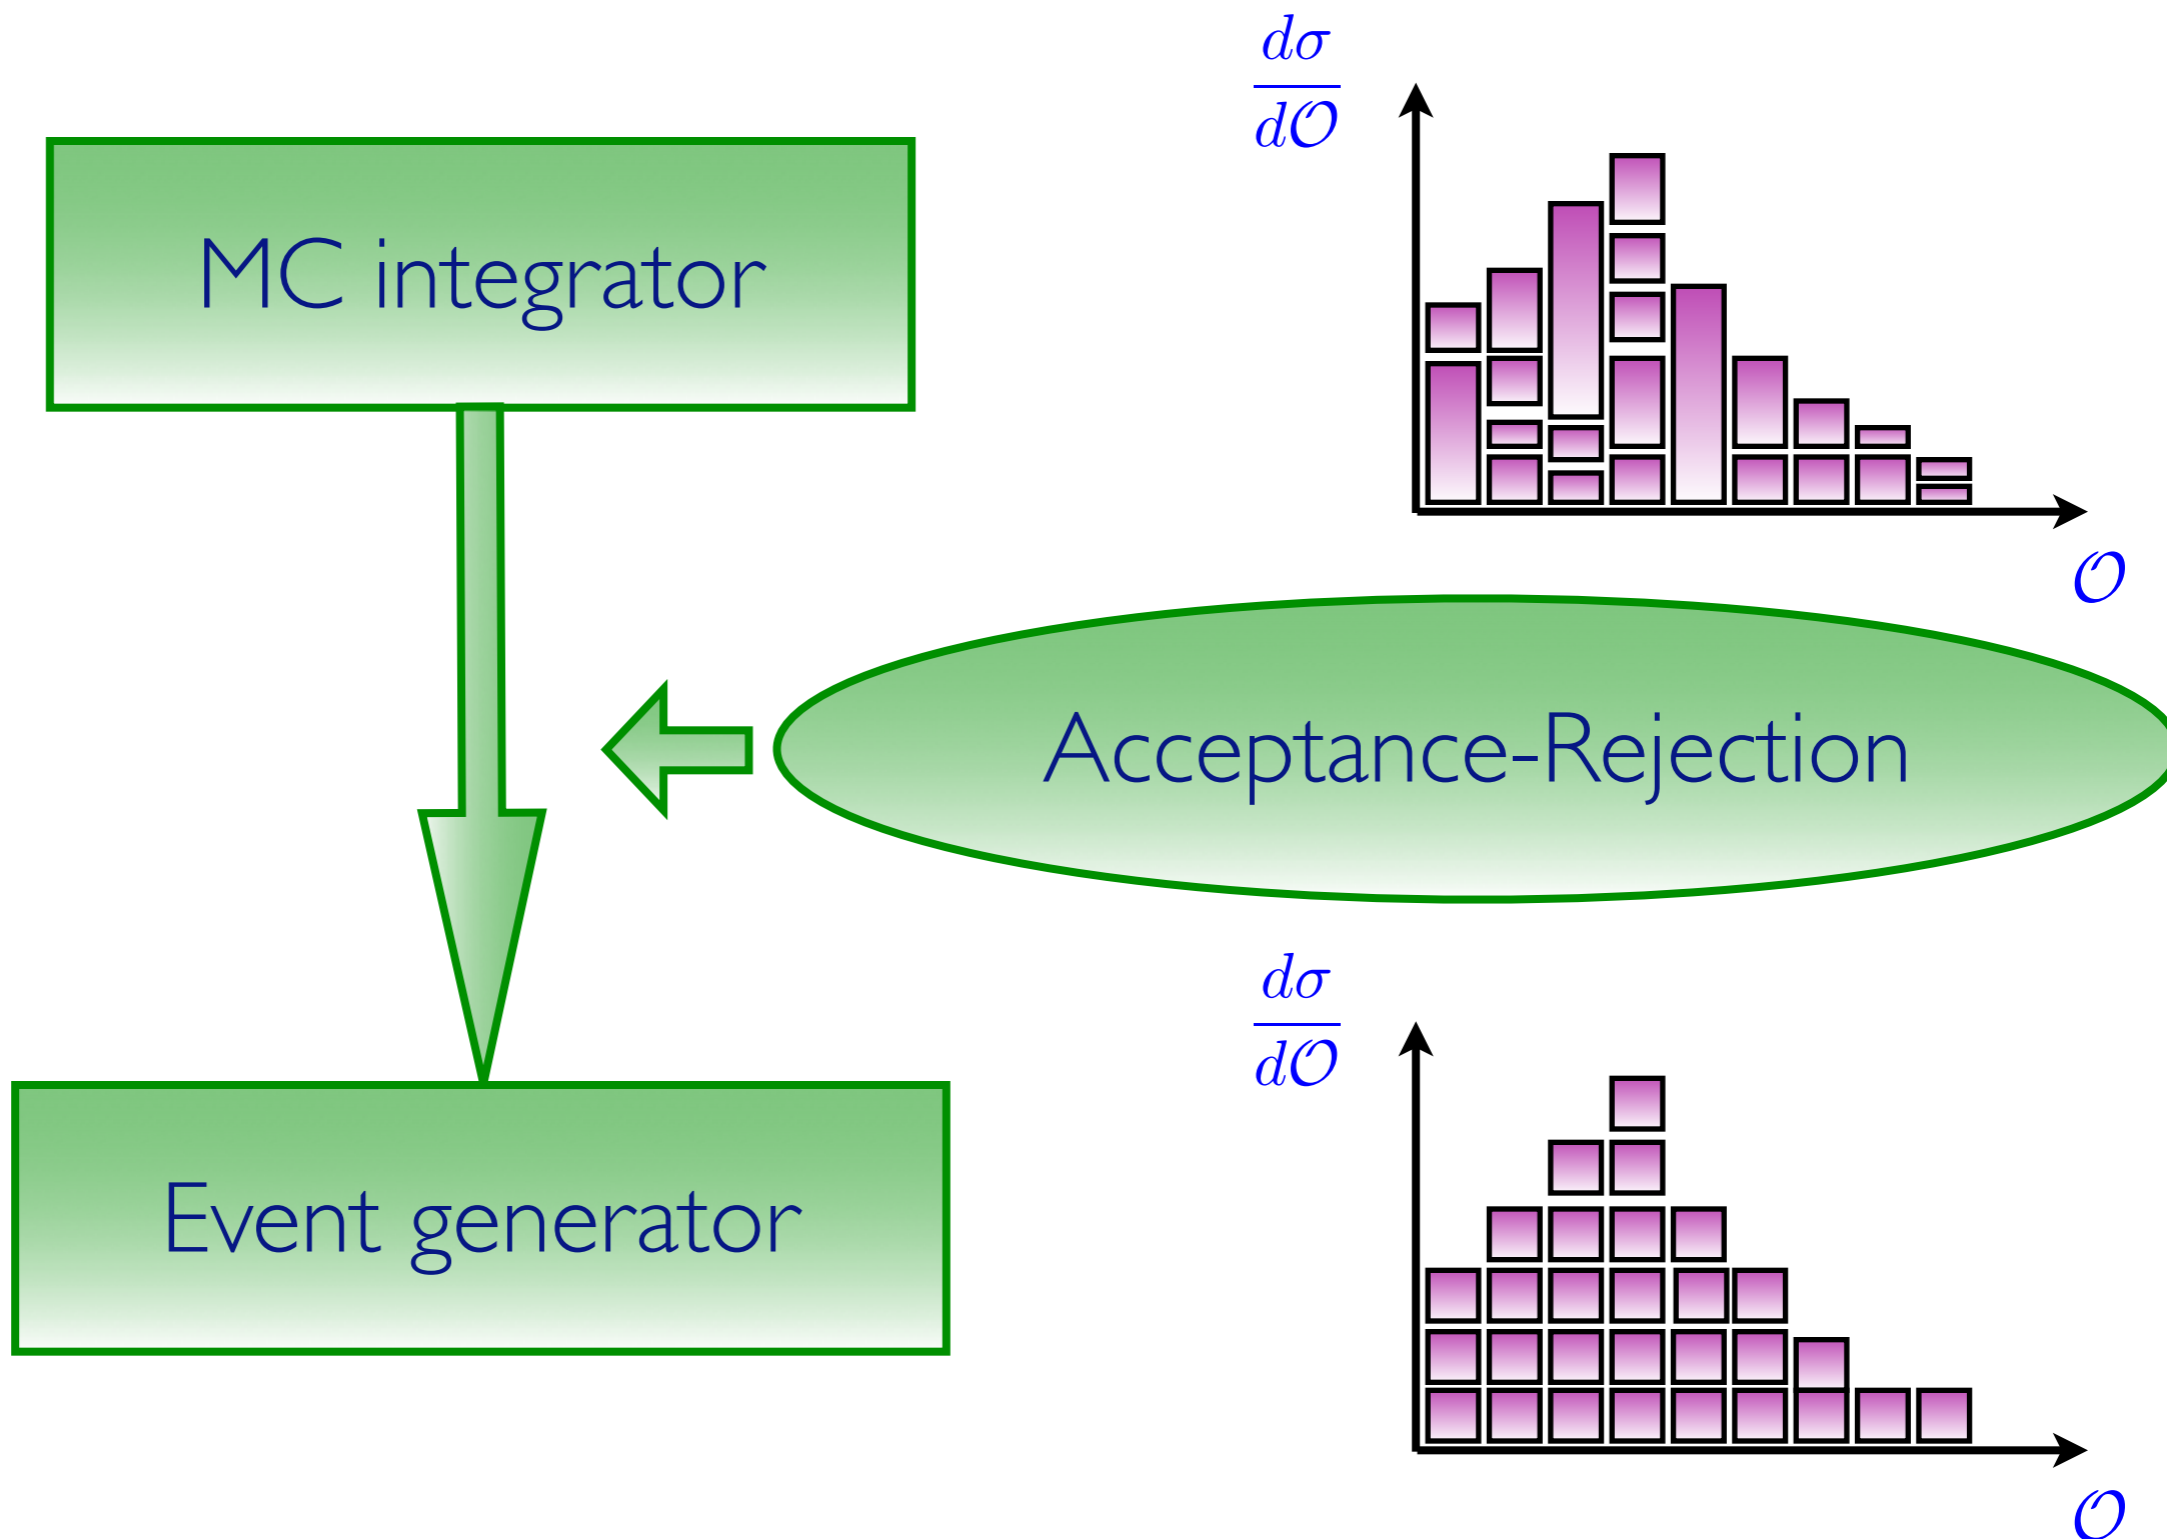 dσ
dO
MC integrator
O
Acceptance-Rejection
dσ
dO
Event generator
O